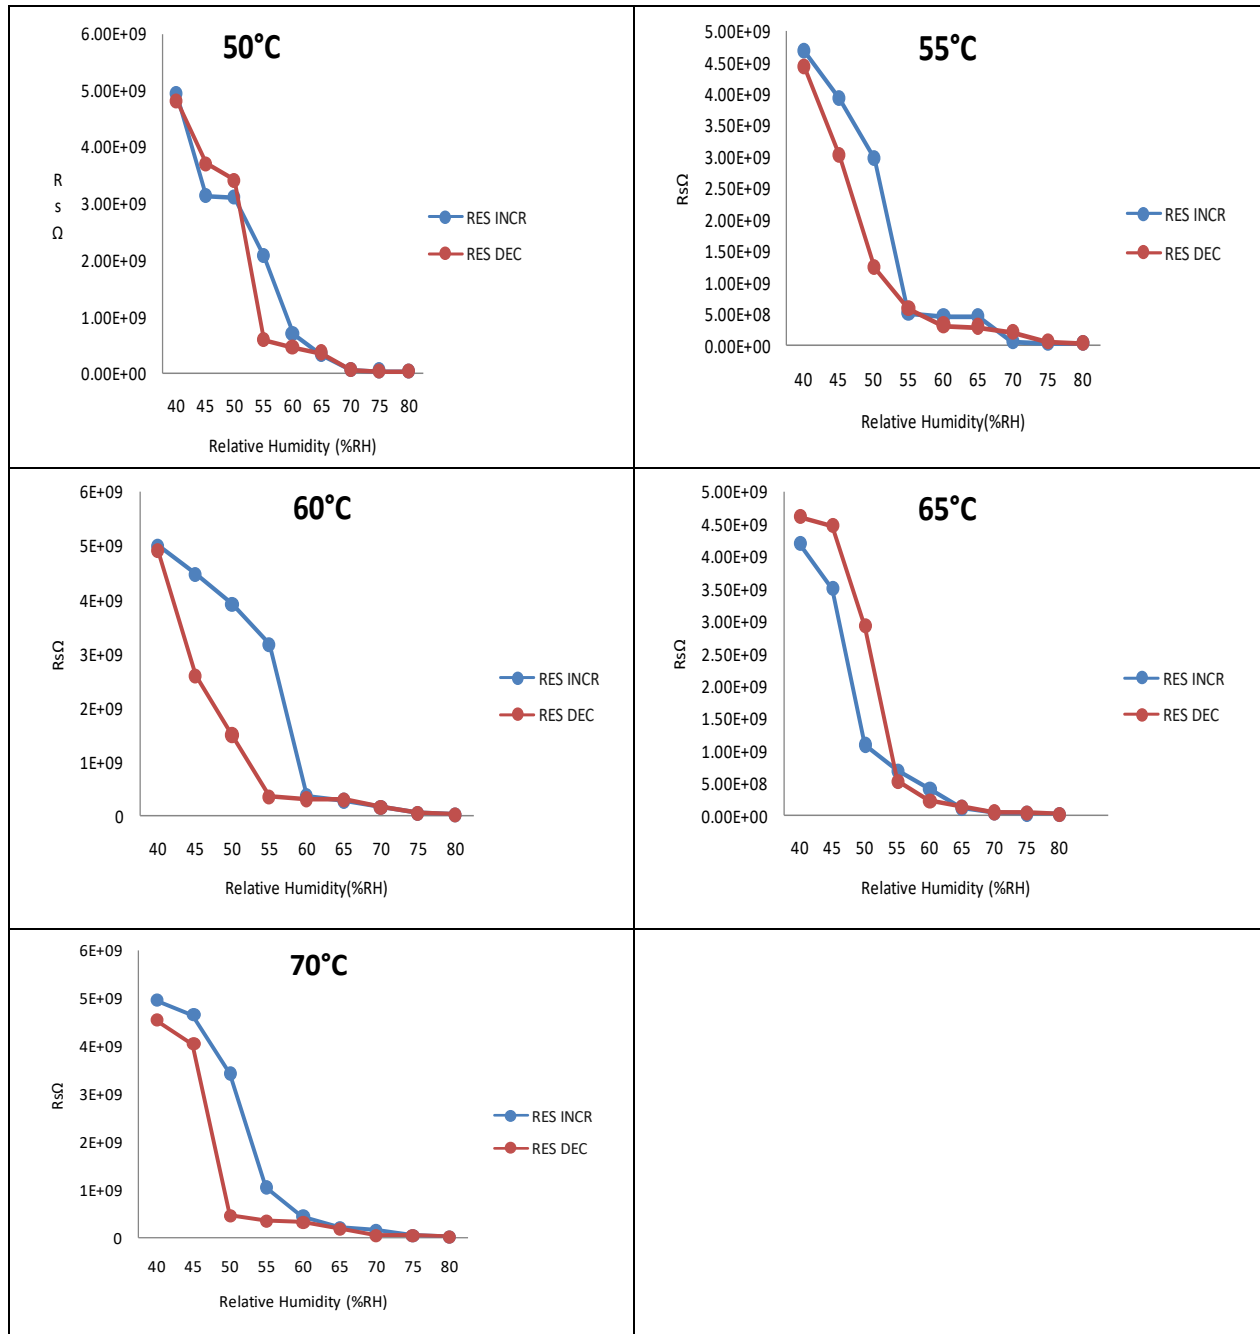 50°C
6.00E+09
5.00E+09
4.00E+09
3.00E+09
2.00E+09
1.00E+09
0.00E+00
R
s
Ω
40 45 50 55 60 65 70 75 80
Relative Humidity (%RH)
RES INCR
RES DEC
55°C
5.00E+09
4.50E+09
4.00E+09
3.50E+09
3.00E+09
2.50E+09
2.00E+09
1.50E+09
1.00E+09
5.00E+08
0.00E+00
RsΩ
40 45 50 55 60 65 70 75 80
Relative Humidity(%RH)
RES INCR
RES DEC
60°C
6E+09
5E+09
4E+09
3E+09
2E+09
1E+09
0
RsΩ
40 45 50 55 60 65 70 75 80
Relative Humidity(%RH)
RES INCR
RES DEC
65°C
5.00E+09
4.50E+09
4.00E+09
3.50E+09
3.00E+09
2.50E+09
2.00E+09
1.50E+09
1.00E+09
5.00E+08
0.00E+00
RsΩ
40 45 50 55 60 65 70 75 80
Relative Humidity (%RH)
RES INCR
RES DEC
70°C
6E+09
5E+09
4E+09
3E+09
2E+09
1E+09
0
RsΩ
40 45 50 55 60 65 70 75 80
Relative Humidity (%RH)
RES INCR
RES DEC